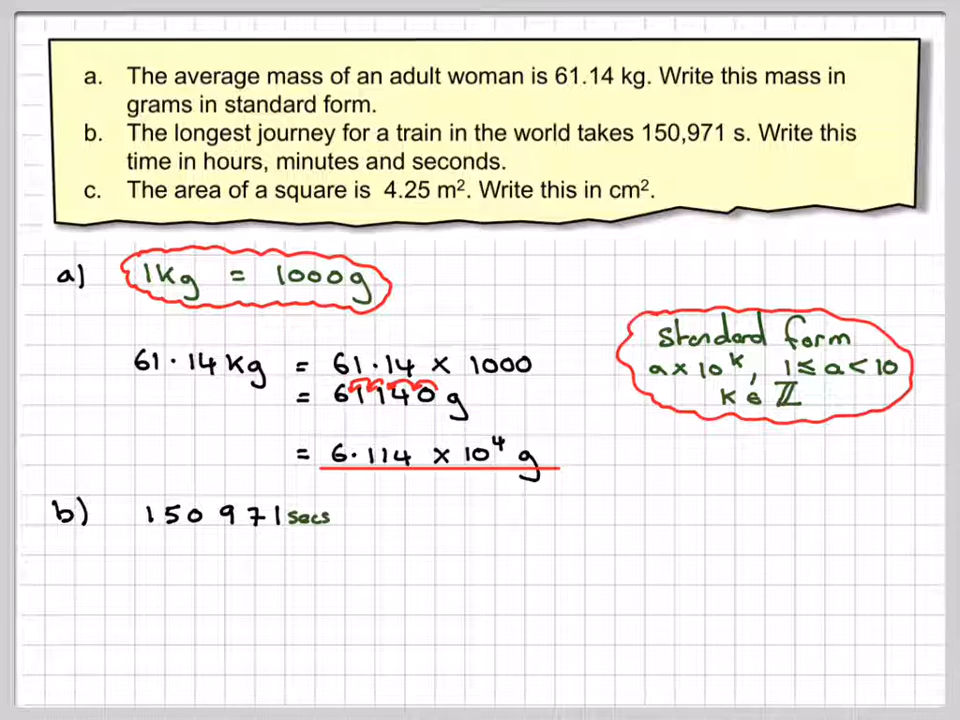 a. The average mass of an adult woman is 61.14 kg. Write this mass in
grams in standard form.
b. The longest journey for a train in the world takes 150,971 s. Write this
time in hours, minutes and seconds.
c. The area of a square is 4.25 m². Write this in cm².
a) 1kg = 1000g
standard form
a × 10ᵏ, 1 ≤ a < 10
k ∈ ℤ
61.14 kg = 61.14 × 1000
= 61140 g
= 6.114 × 10⁴ g
b) 150 971 secs